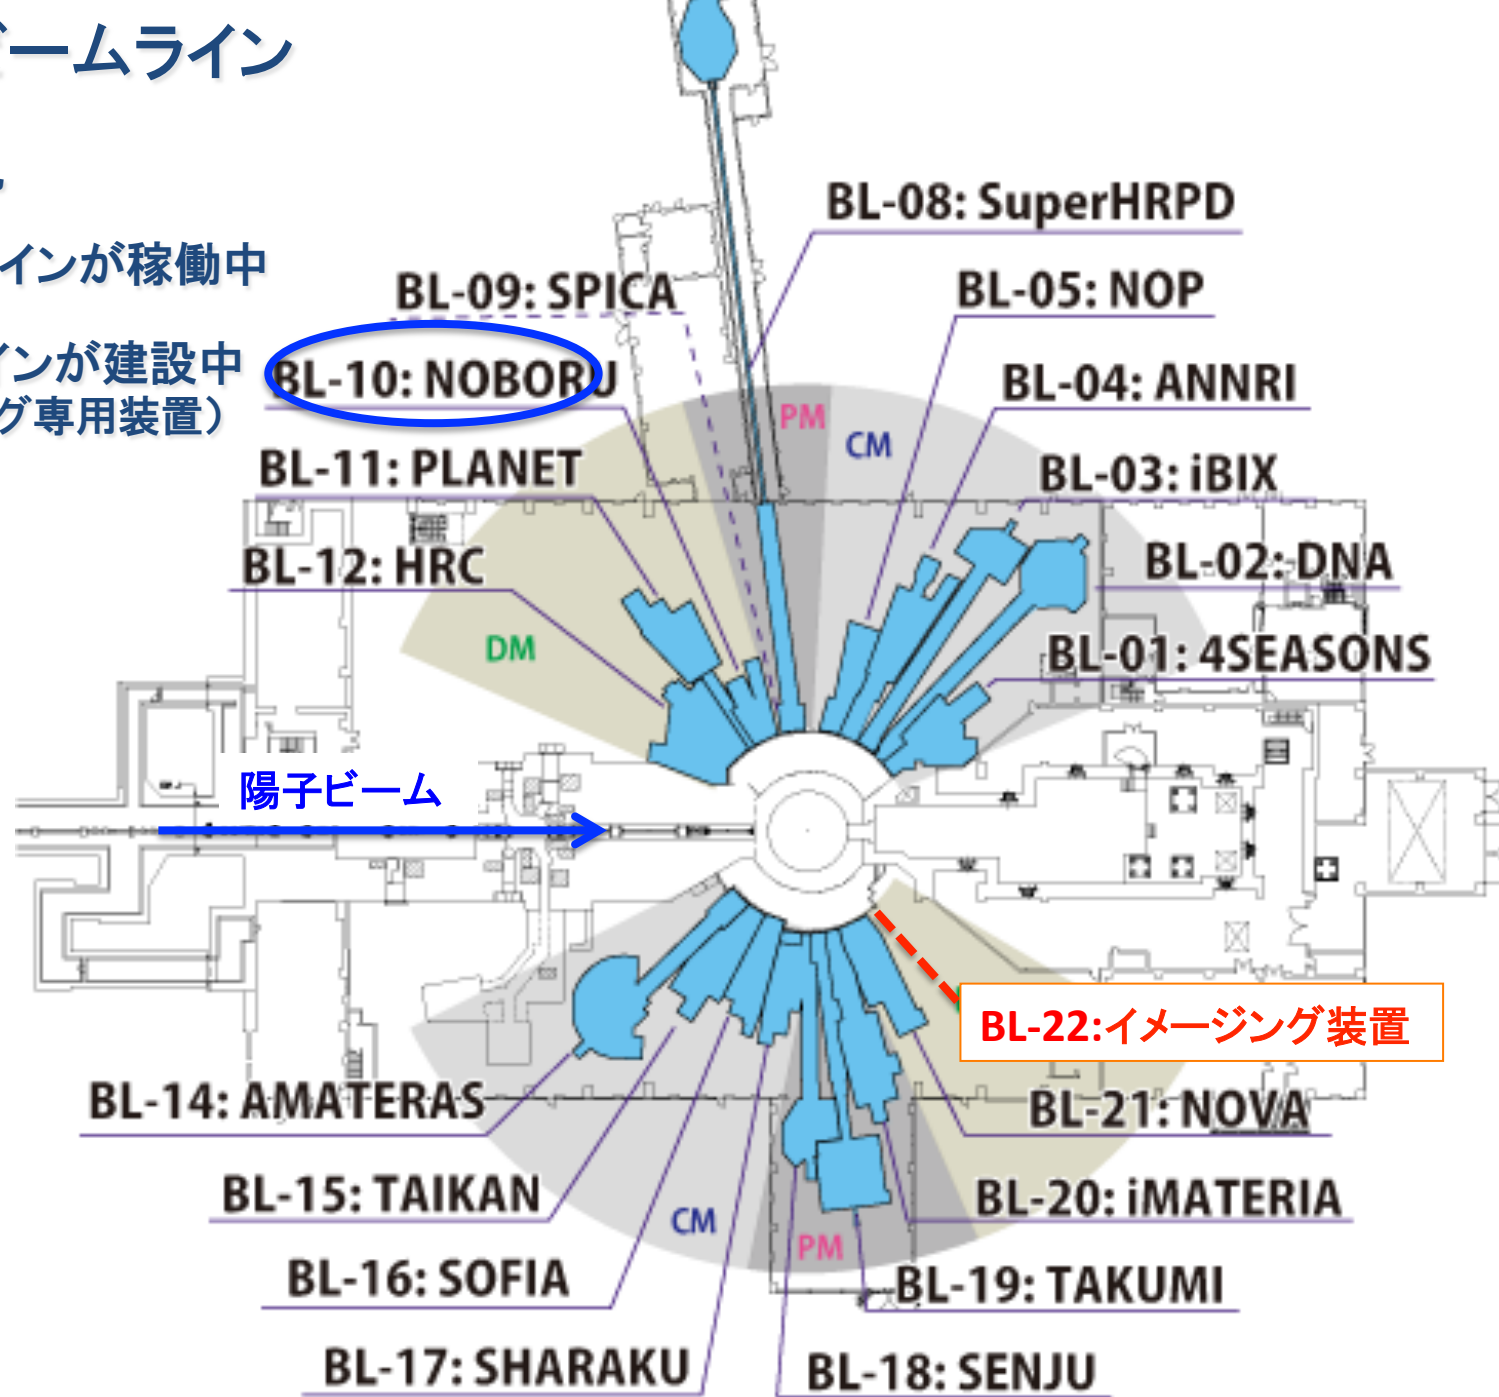 ビームライン
インが稼働中
インが建設中
グ専用装置）
BL-08: SuperHRPD
BL-09: SPICA
BL-05: NOP
BL-10: NOBORU
BL-04: ANNRI
PM
CM
BL-11: PLANET
BL-03: iBIX
BL-12: HRC
BL-02: DNA
DM
BL-01: 4SEASONS
陽子ビーム
BL-22:イメージング装置
BL-14: AMATERAS
BL-21: NOVA
BL-15: TAIKAN
CM
BL-20: iMATERIA
PM
BL-16: SOFIA
BL-19: TAKUMI
BL-17: SHARAKU
BL-18: SENJU